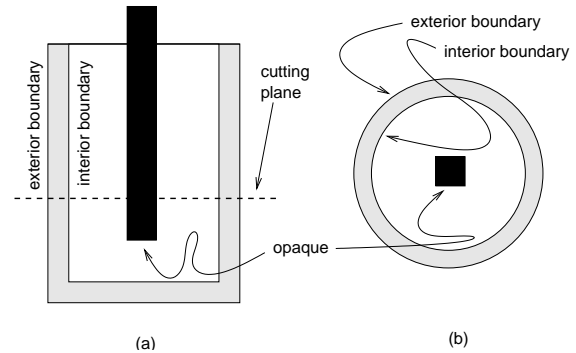 exterior boundary
interior boundary
cutting
plane
opaque
(a)
exterior boundary
interior boundary
(b)